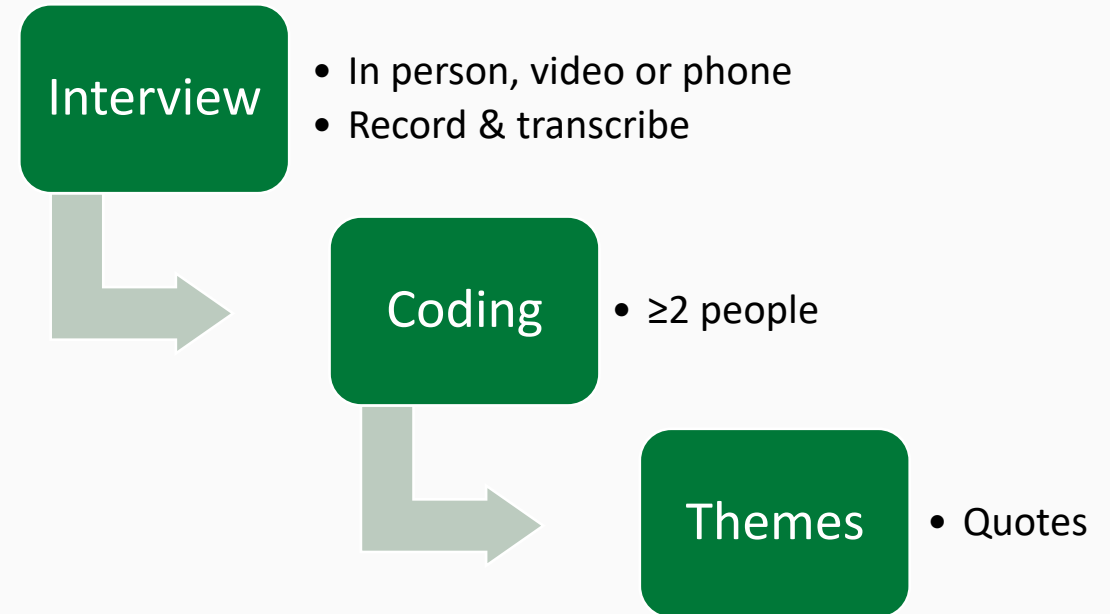 Interview
• In person, video or phone
• Record & transcribe
Coding
• ≥2 people
Themes
• Quotes